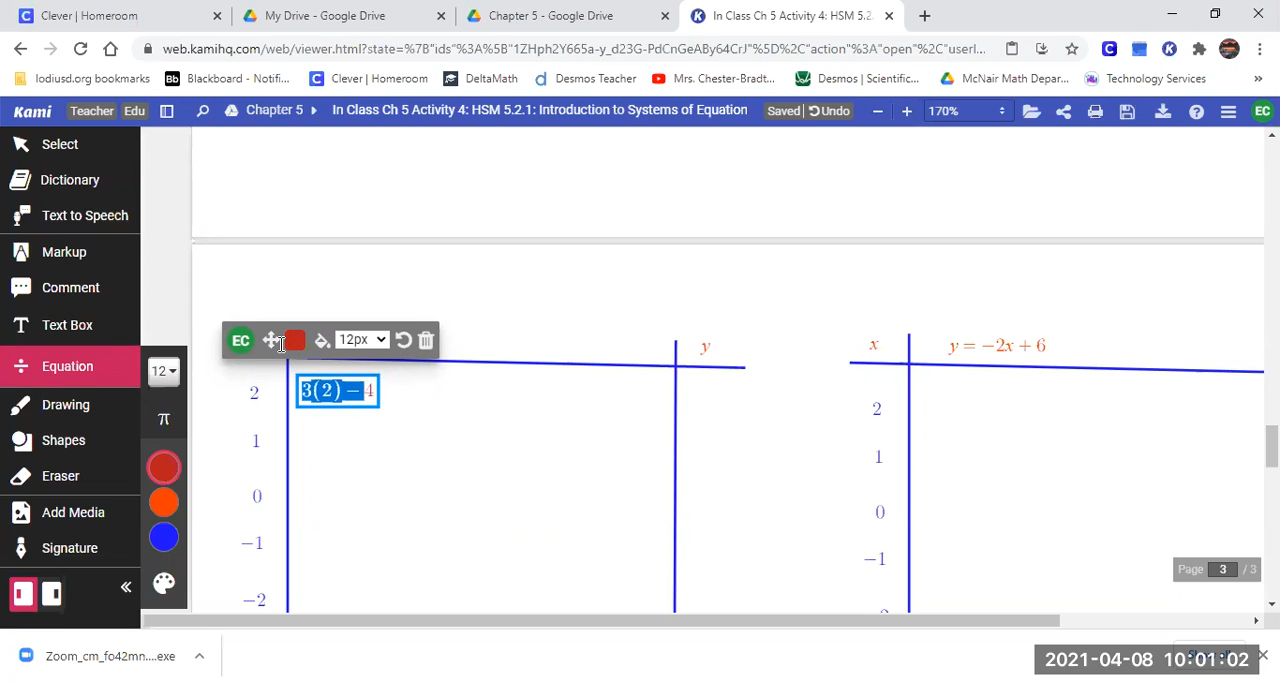 Clever | Homeroom
My Drive - Google Drive
Chapter 5 - Google Drive
In Class Ch 5 Activity 4: HSM 5.2.
web.kamihq.com/web/viewer.html?state=%7B"ids"%3A%5B"1ZHph2Y665a-y_d23G-PdCnGeABy64CrJ"%5D%2C"action"%3A"open"%2C"userI...
lodiusd.org bookmarks
Blackboard - Notifi...
Clever | Homeroom
DeltaMath
Desmos Teacher
Mrs. Chester-Bradt...
Desmos | Scientific...
McNair Math Depar...
Technology Services
»
Kami Teacher Edu
Chapter 5
In Class Ch 5 Activity 4: HSM 5.2.1: Introduction to Systems of Equation
Saved Undo
170%
EC
Select
Dictionary
Text to Speech
Markup
Comment
Text Box
Equation
Drawing
Shapes
Eraser
Add Media
Signature
12
π
EC 12px
y
2 3(2) − 4
1
0
−1
−2
x y = −2x + 6
2
1
0
−1
Page 3 / 3
Zoom_cm_fo42mn....exe
2021-04-08 10:01:02